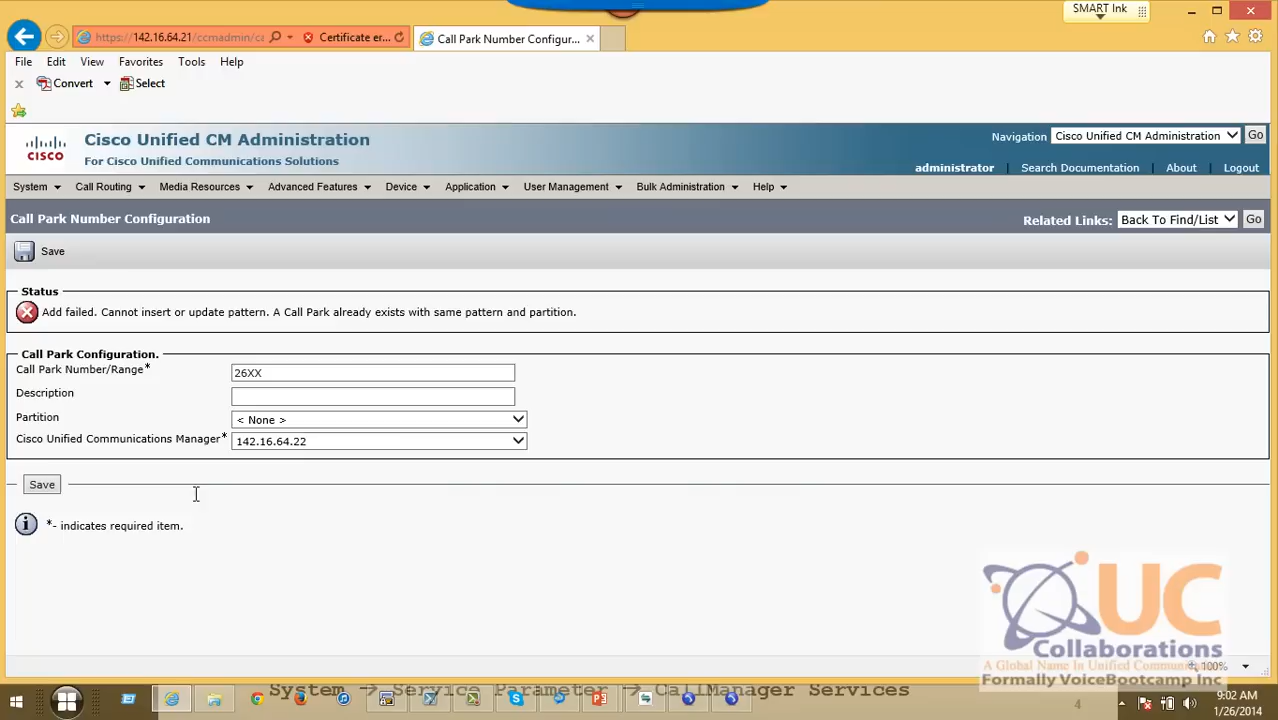 SMART Ink
https://142.16.64.21/ccmadmin/ca
Certificate er...
Call Park Number Configur...
File Edit View Favorites Tools Help
x Convert Select
CISCO
Cisco Unified CM Administration
For Cisco Unified Communications Solutions
Navigation Cisco Unified CM Administration Go
administrator | Search Documentation | About | Logout
System Call Routing Media Resources Advanced Features Device Application User Management Bulk Administration Help
Call Park Number Configuration
Related Links: Back To Find/List Go
Save
Status
Add failed. Cannot insert or update pattern. A Call Park already exists with same pattern and partition.
Call Park Configuration.
Call Park Number/Range* 26XX
Description
Partition < None >
Cisco Unified Communications Manager* 142.16.64.22
Save
*- indicates required item.
UC
Collaborations
A Global Name In Unified
Formally VoiceBootcamp Inc
100%
System → Service Parameter → CallManager Services
4
9:02 AM
1/26/2014